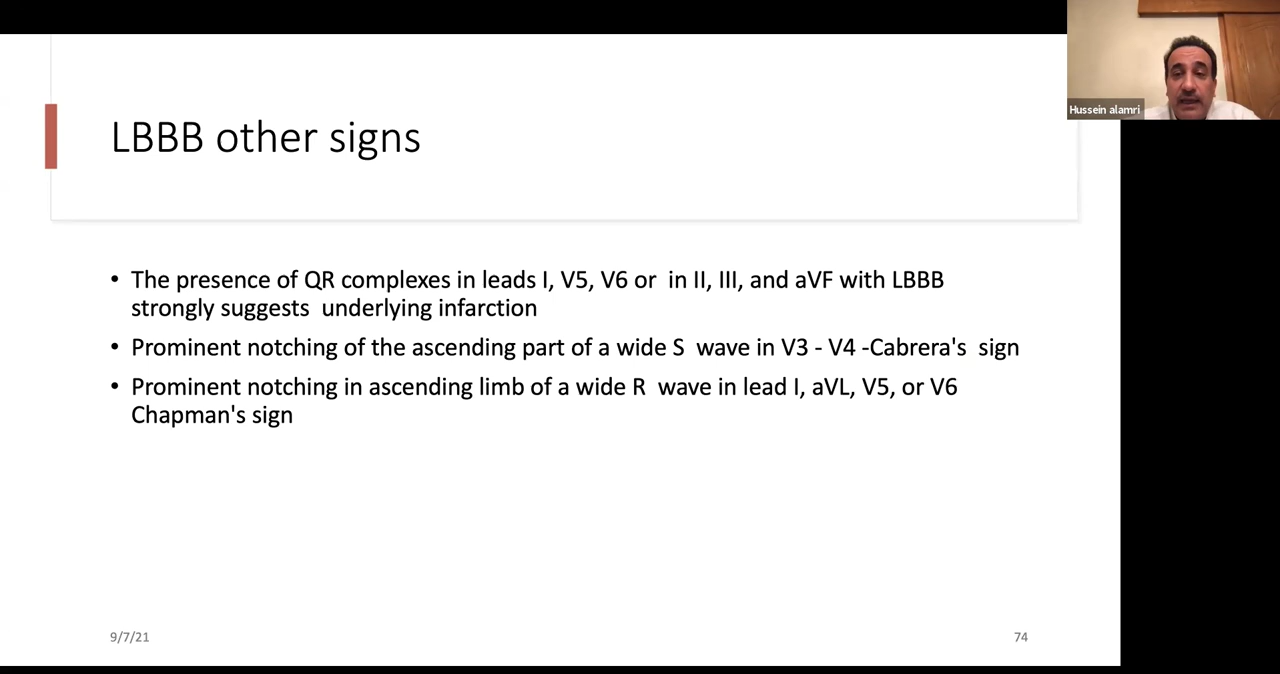 Hussein alamri
LBBB other signs
• The presence of QR complexes in leads I, V5, V6 or in II, III, and aVF with LBBB
strongly suggests underlying infarction
• Prominent notching of the ascending part of a wide S wave in V3 - V4 -Cabrera's sign
• Prominent notching in ascending limb of a wide R wave in lead I, aVL, V5, or V6
Chapman's sign
9/7/21
74